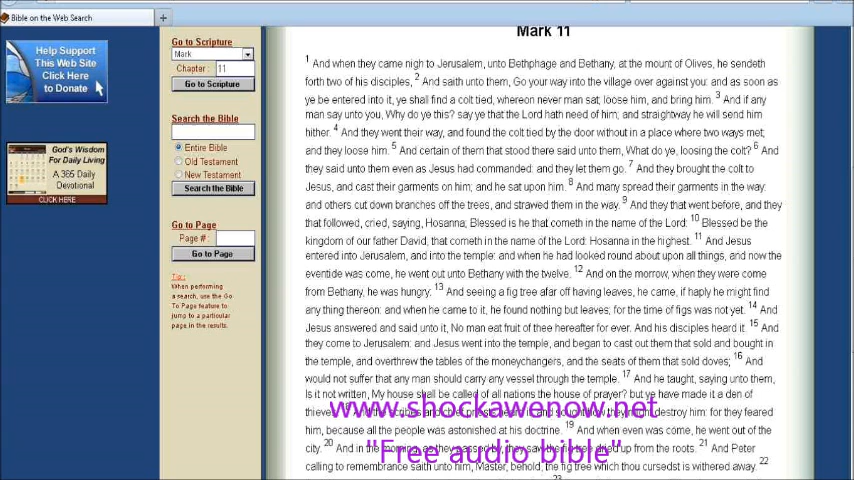 Bible on the Web Search
Help Support
This Web Site
Click Here
to Donate
God's Wisdom
For Daily Living
A 365 Daily
Devotional
CLICK HERE
Go to Scripture
Mark
Chapter : 11
Go to Scripture
Search the Bible
Entire Bible
Old Testament
New Testament
Search the Bible
Go to Page
Page #:
Go to Page
Tip:
When performing
a search, use the Go
To Page feature to
jump to a particular
page in the results.
Mark 11
1 And when they came nigh to Jerusalem, unto Bethphage and Bethany, at the mount of Olives, he sendeth
forth two of his disciples, 2 And saith unto them, Go your way into the village over against you: and as soon as
ye be entered into it, ye shall find a colt tied, whereon never man sat; loose him, and bring him. 3 And if any
man say unto you, Why do ye this? say ye that the Lord hath need of him; and straightway he will send him
hither. 4 And they went their way, and found the colt tied by the door without in a place where two ways met;
and they loose him. 5 And certain of them that stood there said unto them, What do ye, loosing the colt? 6 And
they said unto them even as Jesus had commanded: and they let them go. 7 And they brought the colt to
Jesus, and cast their garments on him; and he sat upon him. 8 And many spread their garments in the way:
and others cut down branches off the trees, and strawed them in the way. 9 And they that went before, and they
that followed, cried, saying, Hosanna; Blessed is he that cometh in the name of the Lord: 10 Blessed be the
kingdom of our father David, that cometh in the name of the Lord: Hosanna in the highest. 11 And Jesus
entered into Jerusalem, and into the temple: and when he had looked round about upon all things, and now the
eventide was come, he went out unto Bethany with the twelve. 12 And on the morrow, when they were come
from Bethany, he was hungry: 13 And seeing a fig tree afar off having leaves, he came, if haply he might find
any thing thereon: and when he came to it, he found nothing but leaves; for the time of figs was not yet. 14 And
Jesus answered and said unto it, No man eat fruit of thee hereafter for ever. And his disciples heard it. 15 And
they come to Jerusalem: and Jesus went into the temple, and began to cast out them that sold and bought in
the temple, and overthrew the tables of the moneychangers, and the seats of them that sold doves; 16 And
would not suffer that any man should carry any vessel through the temple. 17 And he taught, saying unto them,
Is it not written, My house shall be called of all nations the house of prayer? but ye have made it a den of
thieves. 18 And the scribes and chief priests heard it, and sought how they might destroy him: for they feared
www.shockawenow.net
him, because all the people was astonished at his doctrine. 19 And when even was come, he went out of the
city. 20 And in the morning, as they passed by, they saw the fig tree dried up from the roots. 21 And Peter
"Free audio bible"
calling to remembrance saith unto him, Master, behold, the fig tree which thou cursedst is withered away. 22
23